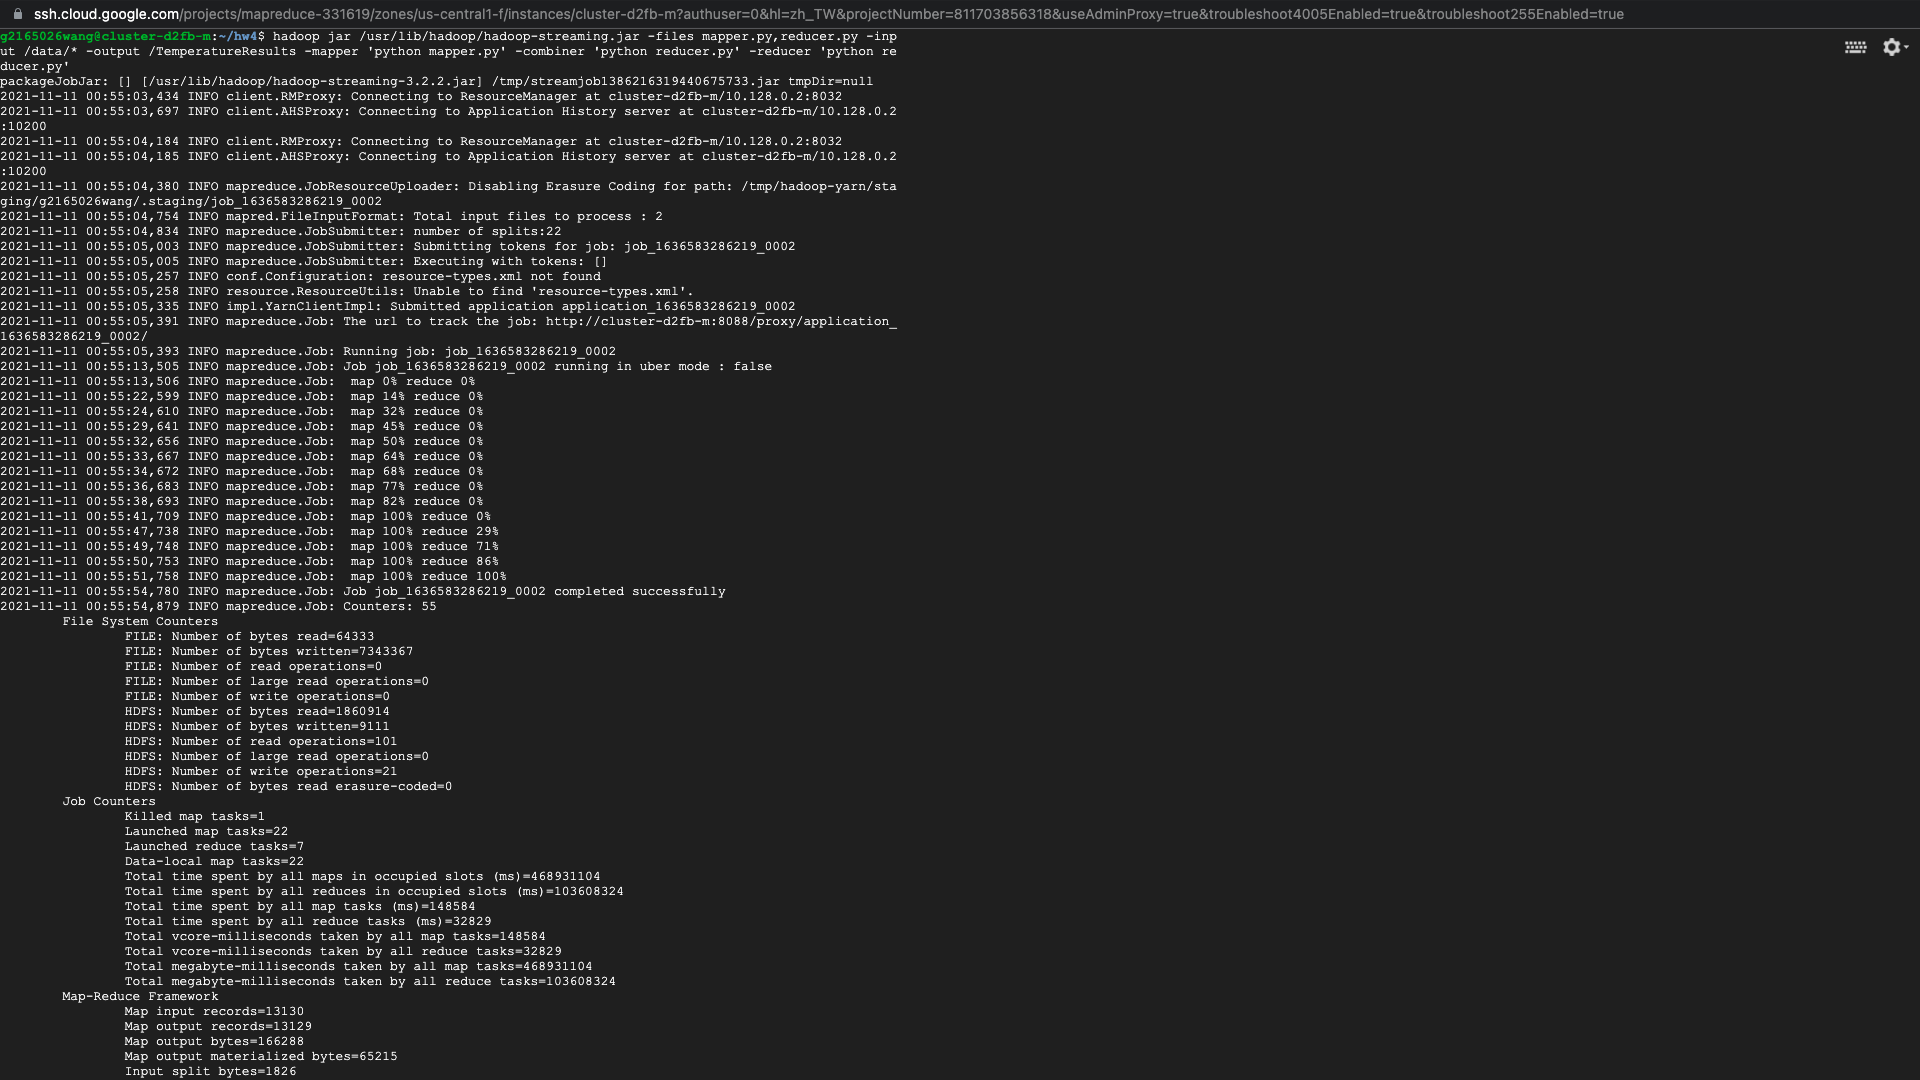 ssh.cloud.google.com/projects/mapreduce-331619/zones/us-central1-f/instances/cluster-d2fb-m?authuser=0&hl=zh_TW&projectNumber=811703856318&useAdminProxy=true&troubleshoot4005Enabled=true&troubleshoot255Enabled=true
g2165026wang@cluster-d2fb-m:~/hw4$ hadoop jar /usr/lib/hadoop/hadoop-streaming.jar -files mapper.py,reducer.py -inp
ut /data/* -output /TemperatureResults -mapper 'python mapper.py' -combiner 'python reducer.py' -reducer 'python re
ducer.py'
packageJobJar: [] [/usr/lib/hadoop/hadoop-streaming-3.2.2.jar] /tmp/streamjob1386216319440675733.jar tmpDir=null
2021-11-11 00:55:03,434 INFO client.RMProxy: Connecting to ResourceManager at cluster-d2fb-m/10.128.0.2:8032
2021-11-11 00:55:03,697 INFO client.AHSProxy: Connecting to Application History server at cluster-d2fb-m/10.128.0.2
:10200
2021-11-11 00:55:04,184 INFO client.RMProxy: Connecting to ResourceManager at cluster-d2fb-m/10.128.0.2:8032
2021-11-11 00:55:04,185 INFO client.AHSProxy: Connecting to Application History server at cluster-d2fb-m/10.128.0.2
:10200
2021-11-11 00:55:04,380 INFO mapreduce.JobResourceUploader: Disabling Erasure Coding for path: /tmp/hadoop-yarn/sta
ging/g2165026wang/.staging/job_1636583286219_0002
2021-11-11 00:55:04,754 INFO mapred.FileInputFormat: Total input files to process : 2
2021-11-11 00:55:04,834 INFO mapreduce.JobSubmitter: number of splits:22
2021-11-11 00:55:05,003 INFO mapreduce.JobSubmitter: Submitting tokens for job: job_1636583286219_0002
2021-11-11 00:55:05,005 INFO mapreduce.JobSubmitter: Executing with tokens: []
2021-11-11 00:55:05,257 INFO conf.Configuration: resource-types.xml not found
2021-11-11 00:55:05,258 INFO resource.ResourceUtils: Unable to find 'resource-types.xml'.
2021-11-11 00:55:05,335 INFO impl.YarnClientImpl: Submitted application application_1636583286219_0002
2021-11-11 00:55:05,391 INFO mapreduce.Job: The url to track the job: http://cluster-d2fb-m:8088/proxy/application_
1636583286219_0002/
2021-11-11 00:55:05,393 INFO mapreduce.Job: Running job: job_1636583286219_0002
2021-11-11 00:55:13,505 INFO mapreduce.Job: Job job_1636583286219_0002 running in uber mode : false
2021-11-11 00:55:13,506 INFO mapreduce.Job:  map 0% reduce 0%
2021-11-11 00:55:22,599 INFO mapreduce.Job:  map 14% reduce 0%
2021-11-11 00:55:24,610 INFO mapreduce.Job:  map 32% reduce 0%
2021-11-11 00:55:29,641 INFO mapreduce.Job:  map 45% reduce 0%
2021-11-11 00:55:32,656 INFO mapreduce.Job:  map 50% reduce 0%
2021-11-11 00:55:33,667 INFO mapreduce.Job:  map 64% reduce 0%
2021-11-11 00:55:34,672 INFO mapreduce.Job:  map 68% reduce 0%
2021-11-11 00:55:36,683 INFO mapreduce.Job:  map 77% reduce 0%
2021-11-11 00:55:38,693 INFO mapreduce.Job:  map 82% reduce 0%
2021-11-11 00:55:41,709 INFO mapreduce.Job:  map 100% reduce 0%
2021-11-11 00:55:47,738 INFO mapreduce.Job:  map 100% reduce 29%
2021-11-11 00:55:49,748 INFO mapreduce.Job:  map 100% reduce 71%
2021-11-11 00:55:50,753 INFO mapreduce.Job:  map 100% reduce 86%
2021-11-11 00:55:51,758 INFO mapreduce.Job:  map 100% reduce 100%
2021-11-11 00:55:54,780 INFO mapreduce.Job: Job job_1636583286219_0002 completed successfully
2021-11-11 00:55:54,879 INFO mapreduce.Job: Counters: 55
File System Counters
FILE: Number of bytes read=64333
FILE: Number of bytes written=7343367
FILE: Number of read operations=0
FILE: Number of large read operations=0
FILE: Number of write operations=0
HDFS: Number of bytes read=1860914
HDFS: Number of bytes written=9111
HDFS: Number of read operations=101
HDFS: Number of large read operations=0
HDFS: Number of write operations=21
HDFS: Number of bytes read erasure-coded=0
Job Counters
Killed map tasks=1
Launched map tasks=22
Launched reduce tasks=7
Data-local map tasks=22
Total time spent by all maps in occupied slots (ms)=468931104
Total time spent by all reduces in occupied slots (ms)=103608324
Total time spent by all map tasks (ms)=148584
Total time spent by all reduce tasks (ms)=32829
Total vcore-milliseconds taken by all map tasks=148584
Total vcore-milliseconds taken by all reduce tasks=32829
Total megabyte-milliseconds taken by all map tasks=468931104
Total megabyte-milliseconds taken by all reduce tasks=103608324
Map-Reduce Framework
Map input records=13130
Map output records=13129
Map output bytes=166288
Map output materialized bytes=65215
Input split bytes=1826